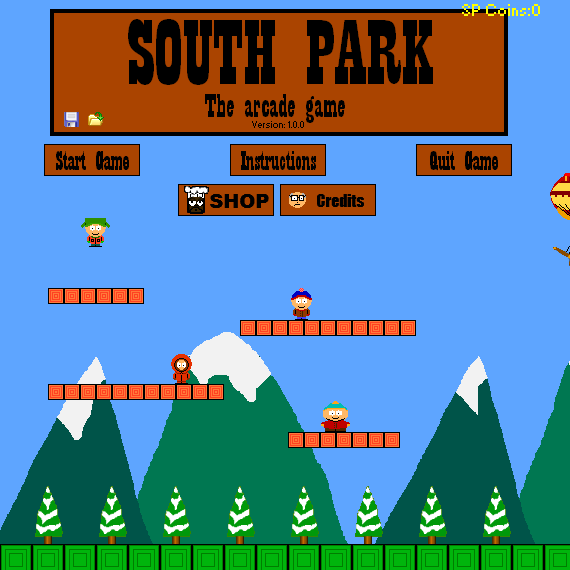 SP Coins:0
SOUTH PARK
The arcade game
Version:1.0.0
Start Game
Instructions
Quit Game
SHOP
Credits